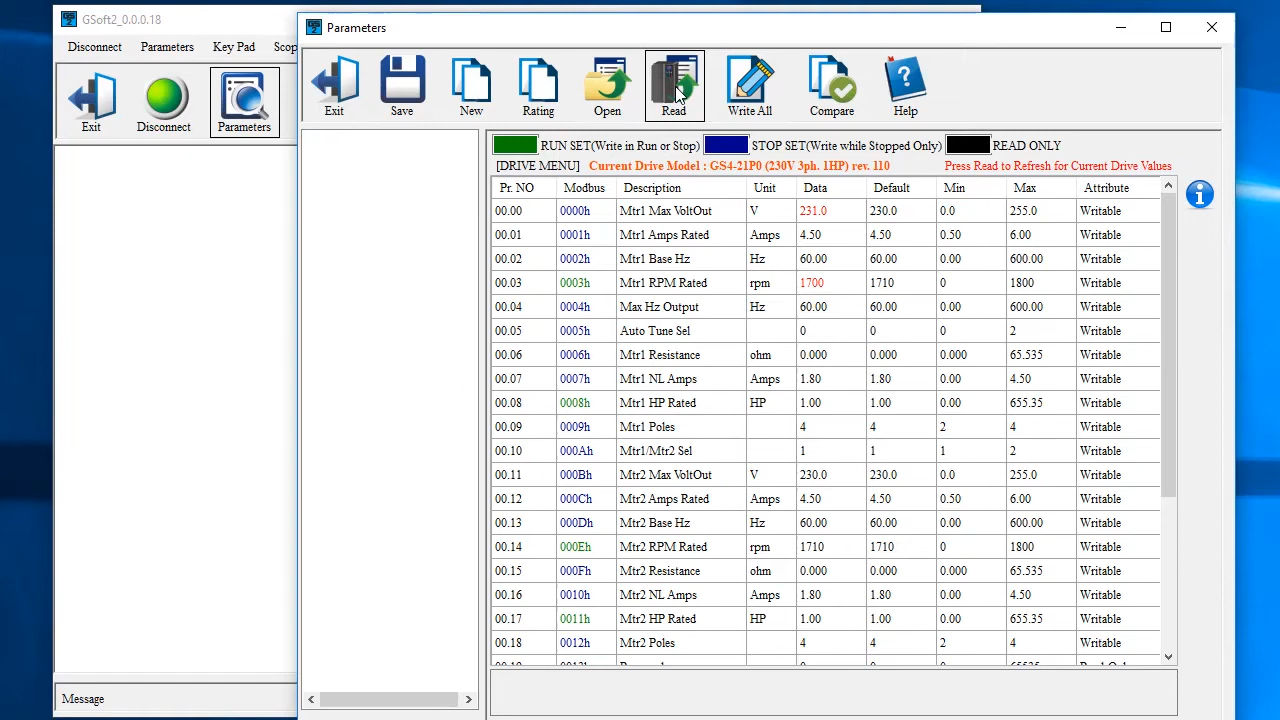 GSoft2_0.0.0.18
Disconnect Parameters Key Pad Scop
Exit Disconnect Parameters
Message
Parameters
Exit Save New Rating Open Read Write All Compare Help
RUN SET(Write in Run or Stop) STOP SET(Write while Stopped Only) READ ONLY
[DRIVE MENU] Current Drive Model : GS4-21P0 (230V 3ph. 1HP) rev. 110 Press Read to Refresh for Current Drive Values
Pr. NO Modbus Description Unit Data Default Min Max Attribute
00.00 0000h Mtr1 Max VoltOut V 231.0 230.0 0.0 255.0 Writable
00.01 0001h Mtr1 Amps Rated Amps 4.50 4.50 0.50 6.00 Writable
00.02 0002h Mtr1 Base Hz Hz 60.00 60.00 0.00 600.00 Writable
00.03 0003h Mtr1 RPM Rated rpm 1700 1710 0 1800 Writable
00.04 0004h Max Hz Output Hz 60.00 60.00 0.00 600.00 Writable
00.05 0005h Auto Tune Sel 0 0 0 2 Writable
00.06 0006h Mtr1 Resistance ohm 0.000 0.000 0.000 65.535 Writable
00.07 0007h Mtr1 NL Amps Amps 1.80 1.80 0.00 4.50 Writable
00.08 0008h Mtr1 HP Rated HP 1.00 1.00 0.00 655.35 Writable
00.09 0009h Mtr1 Poles 4 4 2 4 Writable
00.10 000Ah Mtr1/Mtr2 Sel 1 1 1 2 Writable
00.11 000Bh Mtr2 Max VoltOut V 230.0 230.0 0.0 255.0 Writable
00.12 000Ch Mtr2 Amps Rated Amps 4.50 4.50 0.50 6.00 Writable
00.13 000Dh Mtr2 Base Hz Hz 60.00 60.00 0.00 600.00 Writable
00.14 000Eh Mtr2 RPM Rated rpm 1710 1710 0 1800 Writable
00.15 000Fh Mtr2 Resistance ohm 0.000 0.000 0.000 65.535 Writable
00.16 0010h Mtr2 NL Amps Amps 1.80 1.80 0.00 4.50 Writable
00.17 0011h Mtr2 HP Rated HP 1.00 1.00 0.00 655.35 Writable
00.18 0012h Mtr2 Poles 4 4 2 4 Writable